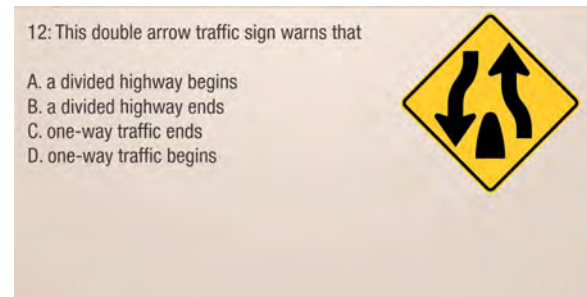 12: This double arrow traffic sign warns that
A. a divided highway begins
B. a divided highway ends
C. one-way traffic ends
D. one-way traffic begins